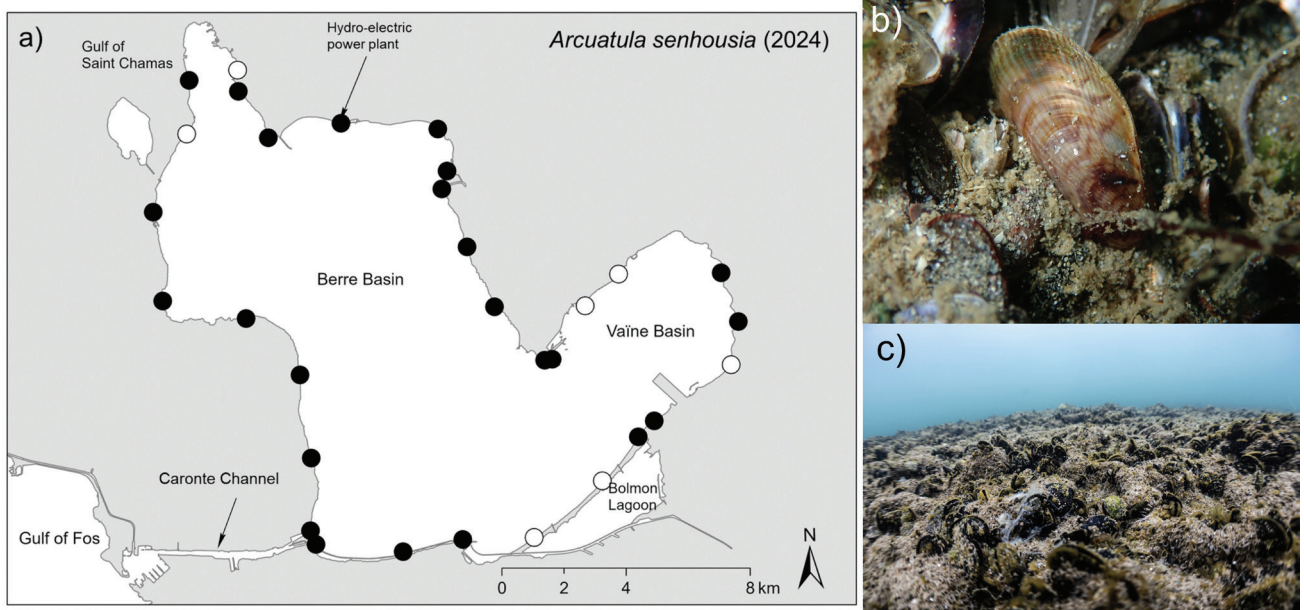 a)
Gulf of
Saint Chamas
Hydro-electric
power plant
Arcuatula senhousia (2024)
Berre Basin
Vaïne Basin
Caronte Channel
Bolmon
Lagoon
Gulf of Fos
N
0 2 4 8 km
b)
c)